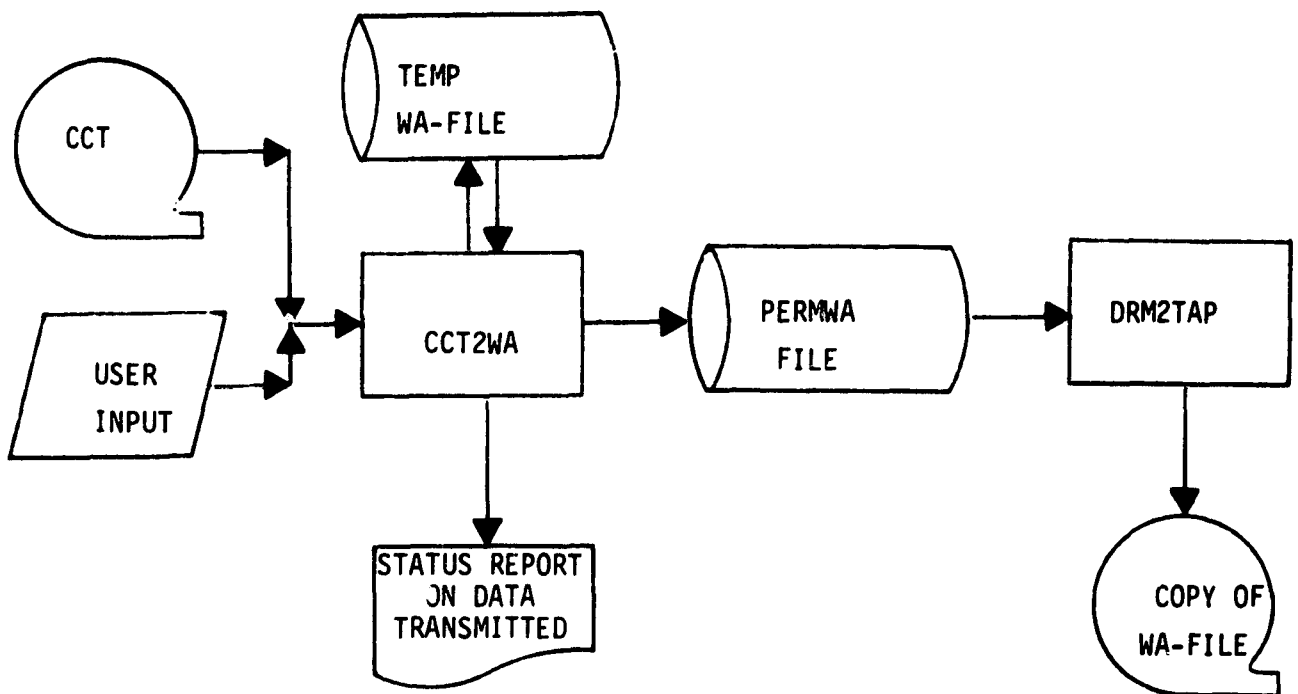 TEMP
WA-FILE
CCT
USER
INPUT
CCT2WA
PERMWA
FILE
DRM2TAP
STATUS REPORT
ON DATA
TRANSMITTED
COPY OF
WA-FILE